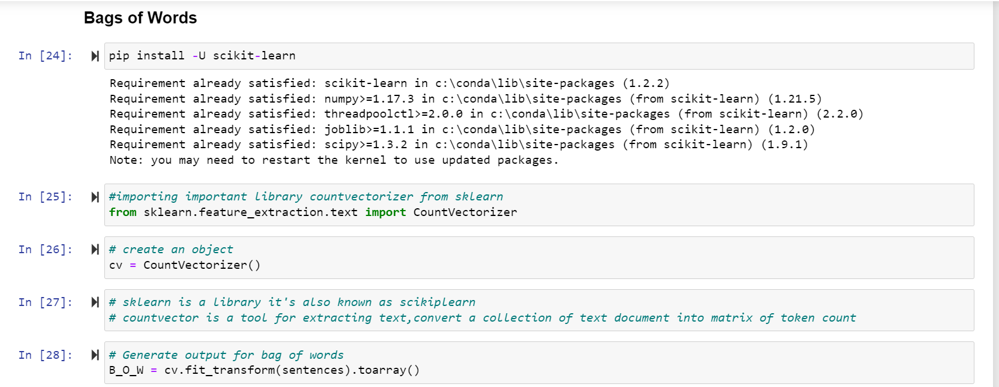 Bags of Words
In [24]: pip install -U scikit-learn
Requirement already satisfied: scikit-learn in c:\conda\lib\site-packages (1.2.2)
Requirement already satisfied: numpy>=1.17.3 in c:\conda\lib\site-packages (from scikit-learn) (1.21.5)
Requirement already satisfied: threadpoolctl>=2.0.0 in c:\conda\lib\site-packages (from scikit-learn) (2.2.0)
Requirement already satisfied: joblib>=1.1.1 in c:\conda\lib\site-packages (from scikit-learn) (1.2.0)
Requirement already satisfied: scipy>=1.3.2 in c:\conda\lib\site-packages (from scikit-learn) (1.9.1)
Note: you may need to restart the kernel to use updated packages.
In [25]: #importing important library countvectorizer from sklearn
from sklearn.feature_extraction.text import CountVectorizer
In [26]: # create an object
cv = CountVectorizer()
In [27]: # sklearn is a library it's also known as scikiplearn
# countvector is a tool for extracting text,convert a collection of text document into matrix of token count
In [28]: # Generate output for bag of words
B_O_W = cv.fit_transform(sentences).toarray()